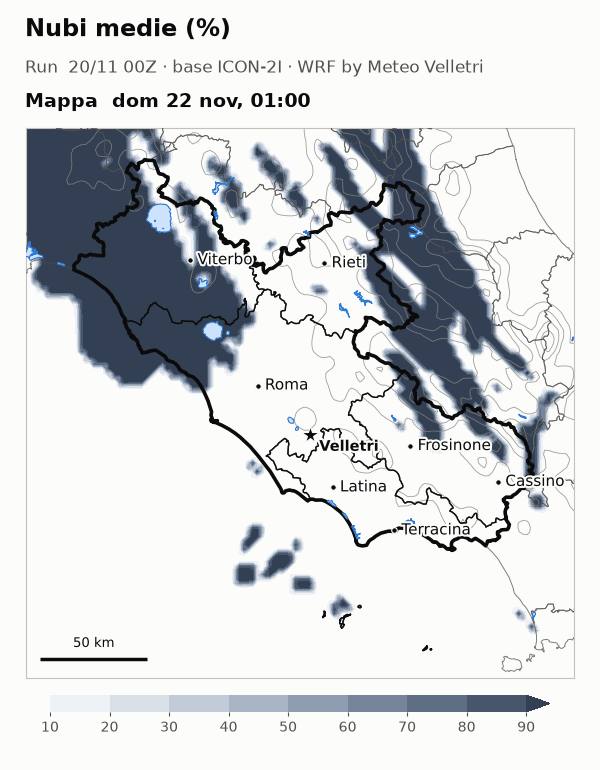 Nubi medie (%)
Run  20/11 00Z · base ICON-2I · WRF by Meteo Velletri
Mappa  dom 22 nov, 01:00
Viterbo
Rieti
Roma
Velletri
Frosinone
Cassino
Latina
Terracina
50 km
10 20 30 40 50 60 70 80 90